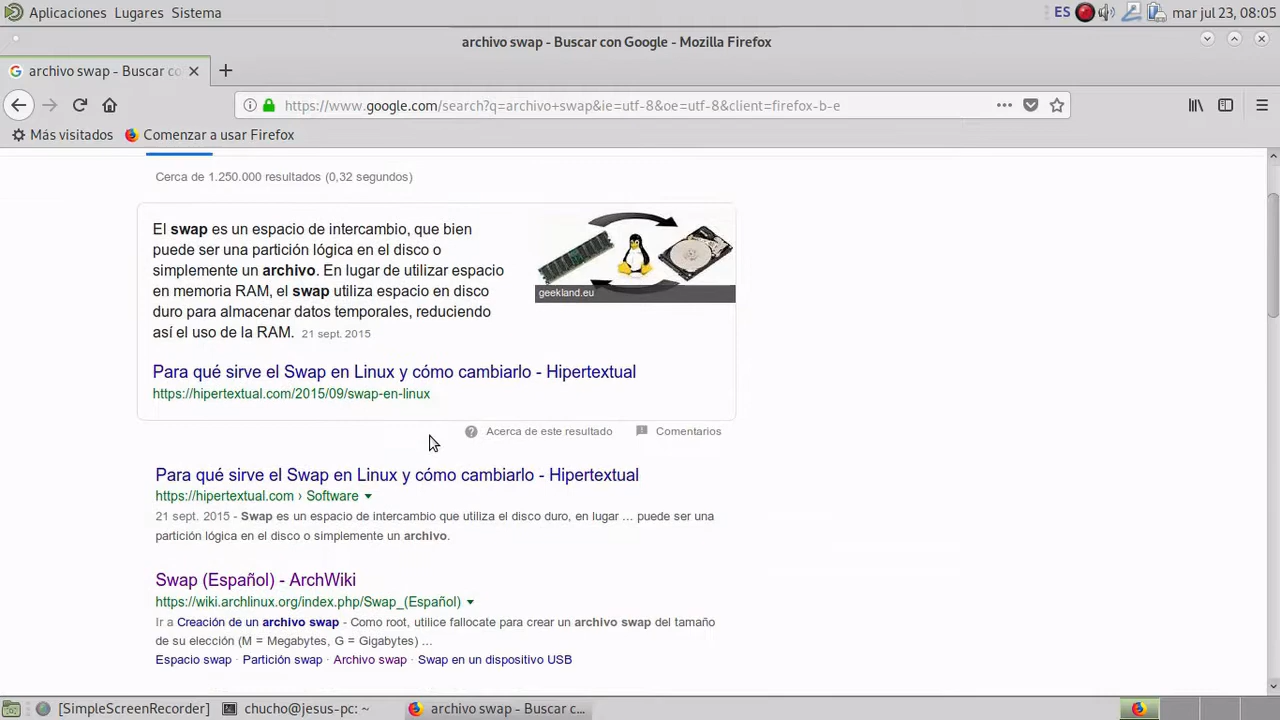 Aplicaciones Lugares Sistema ES mar jul 23, 08:05
archivo swap - Buscar con Google - Mozilla Firefox
archivo swap - Buscar co
https://www.google.com/search?q=archivo+swap&ie=utf-8&oe=utf-8&client=firefox-b-e
Más visitados Comenzar a usar Firefox
Cerca de 1.250.000 resultados (0,32 segundos)
El swap es un espacio de intercambio, que bien
puede ser una partición lógica en el disco o
simplemente un archivo. En lugar de utilizar espacio
en memoria RAM, el swap utiliza espacio en disco
duro para almacenar datos temporales, reduciendo
así el uso de la RAM. 21 sept. 2015
geekland.eu
Para qué sirve el Swap en Linux y cómo cambiarlo - Hipertextual
https://hipertextual.com/2015/09/swap-en-linux
Acerca de este resultado Comentarios
Para qué sirve el Swap en Linux y cómo cambiarlo - Hipertextual
https://hipertextual.com › Software
21 sept. 2015 - Swap es un espacio de intercambio que utiliza el disco duro, en lugar ... puede ser una
partición lógica en el disco o simplemente un archivo.
Swap (Español) - ArchWiki
https://wiki.archlinux.org/index.php/Swap_(Español)
Ir a Creación de un archivo swap - Como root, utilice fallocate para crear un archivo swap del tamaño
de su elección (M = Megabytes, G = Gigabytes) ...
Espacio swap · Partición swap · Archivo swap · Swap en un dispositivo USB
[SimpleScreenRecorder] chucho@jesus-pc: ~ archivo swap - Buscar c...